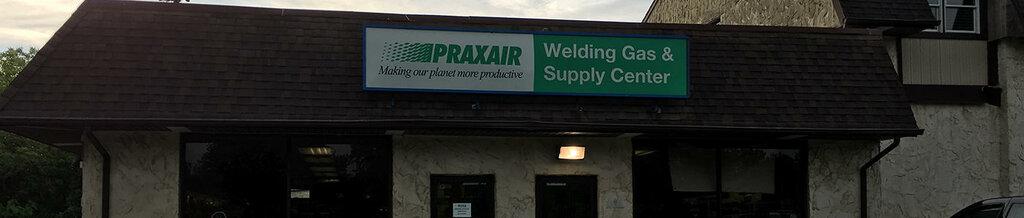 PRAXAIR
Making our planet more productive
Welding Gas &
Supply Center